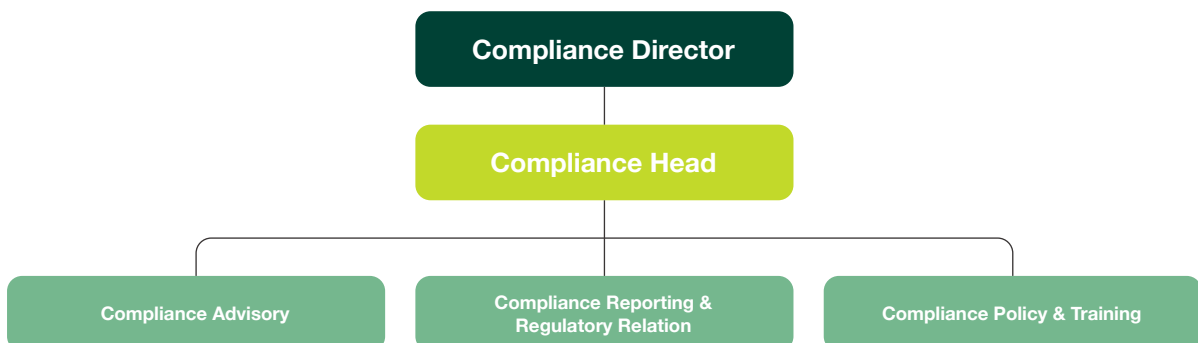 Compliance Director
Compliance Head
Compliance Advisory
Compliance Reporting &
Regulatory Relation
Compliance Policy & Training